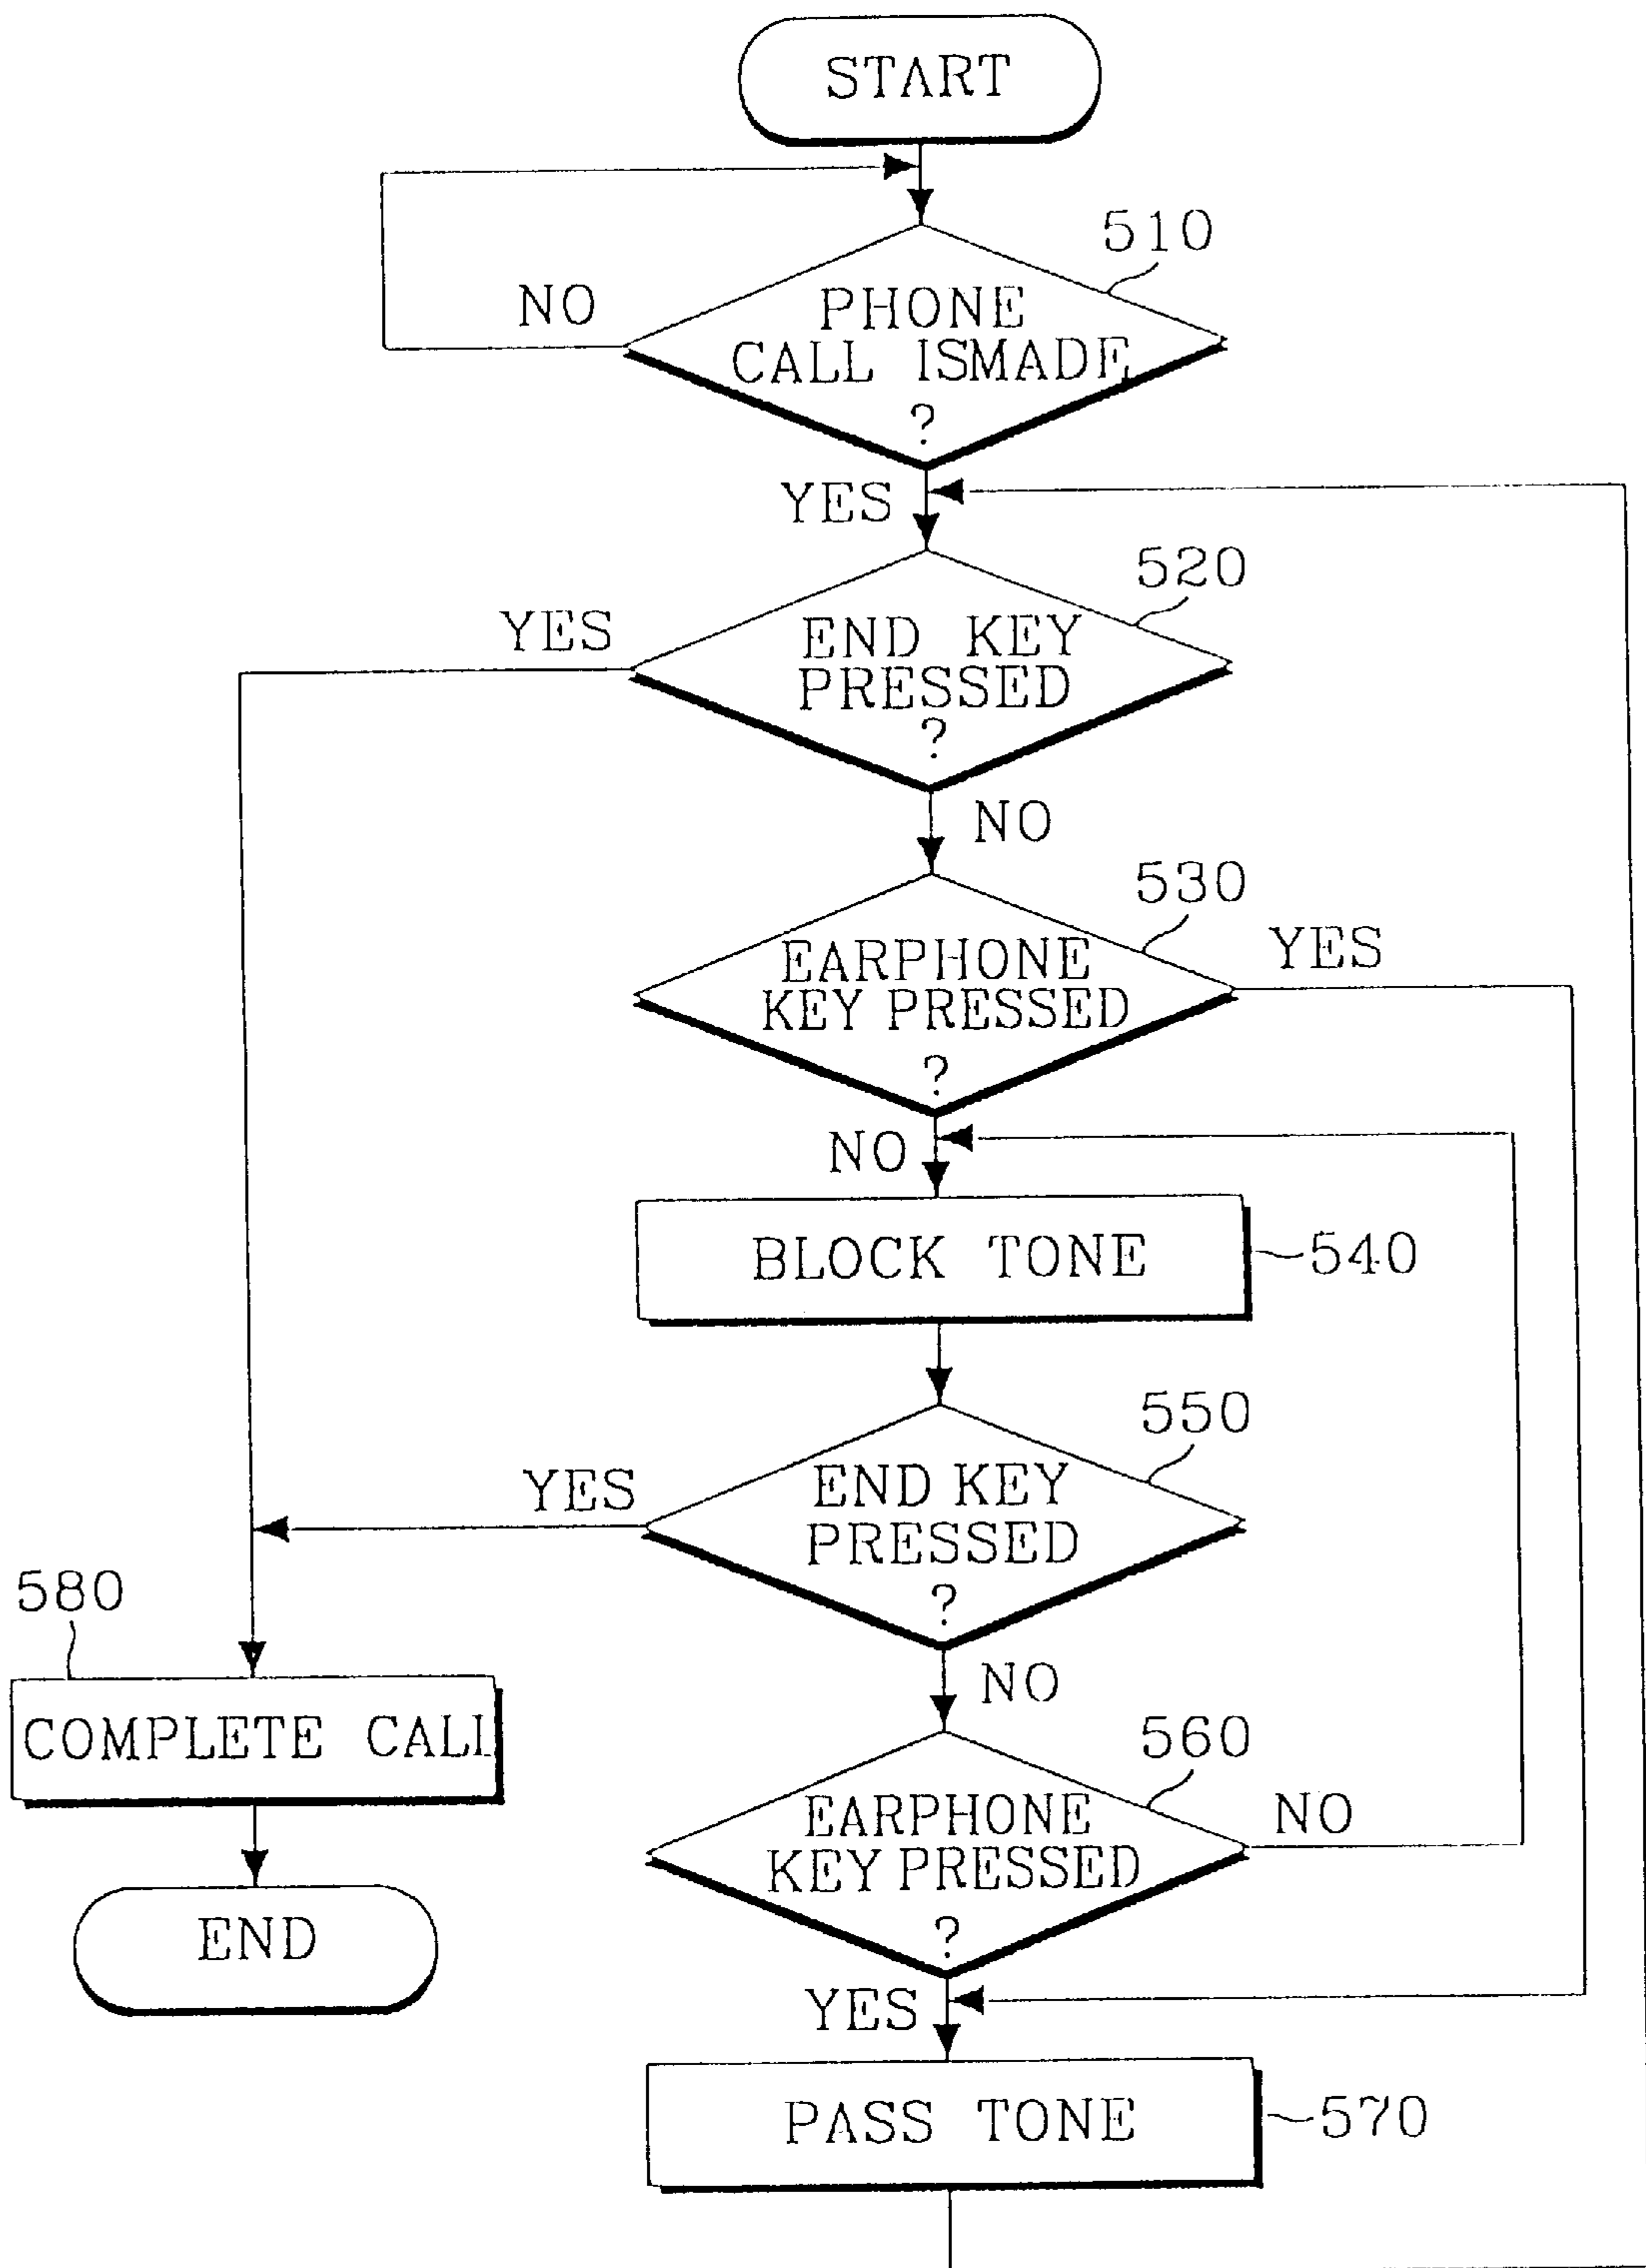 START
510
NO
PHONE
CALL ISMADE
?
YES
520
YES
END KEY
PRESSED
?
NO
530
YES
EARPHONE
KEY PRESSED
?
NO
BLOCK TONE
540
550
YES
END KEY
PRESSED
?
580
NO
COMPLETE CALL
560
EARPHONE
KEY PRESSED
?
NO
END
YES
PASS TONE
570